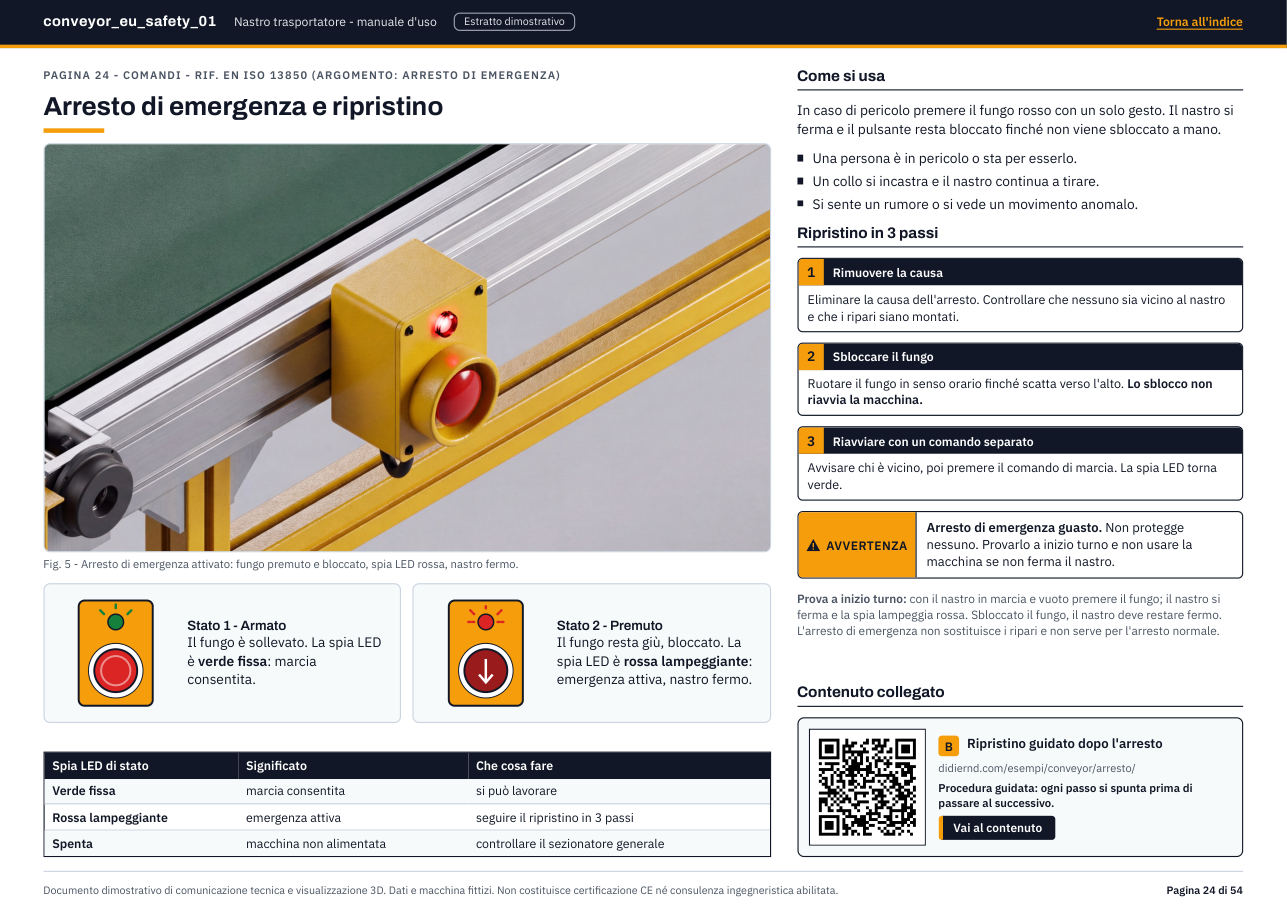 conveyor_eu_safety_01
Nastro trasportatore - manuale d'uso
Estratto dimostrativo
Torna all'indice
PAGINA 24 - COMANDI - RIF. EN ISO 13850 (ARGOMENTO: ARRESTO DI EMERGENZA)
Arresto di emergenza e ripristino
Fig. 5 - Arresto di emergenza attivato: fungo premuto e bloccato, spia LED rossa, nastro fermo.
Stato 1 - Armato
Il fungo è sollevato. La spia LED
è verde fissa: marcia
consentita.
Stato 2 - Premuto
Il fungo resta giù, bloccato. La
spia LED è rossa lampeggiante:
emergenza attiva, nastro fermo.
Spia LED di stato Significato Che cosa fare
Verde fissa marcia consentita si può lavorare
Rossa lampeggiante emergenza attiva seguire il ripristino in 3 passi
Spenta macchina non alimentata controllare il sezionatore generale
Come si usa
In caso di pericolo premere il fungo rosso con un solo gesto. Il nastro si
ferma e il pulsante resta bloccato finché non viene sbloccato a mano.
Una persona è in pericolo o sta per esserlo.
Un collo si incastra e il nastro continua a tirare.
Si sente un rumore o si vede un movimento anomalo.
Ripristino in 3 passi
1 Rimuovere la causa
Eliminare la causa dell'arresto. Controllare che nessuno sia vicino al nastro
e che i ripari siano montati.
2 Sbloccare il fungo
Ruotare il fungo in senso orario finché scatta verso l'alto. Lo sblocco non
riavvia la macchina.
3 Riavviare con un comando separato
Avvisare chi è vicino, poi premere il comando di marcia. La spia LED torna
verde.
AVVERTENZA
Arresto di emergenza guasto. Non protegge
nessuno. Provarlo a inizio turno e non usare la
macchina se non ferma il nastro.
Prova a inizio turno: con il nastro in marcia e vuoto premere il fungo; il nastro si
ferma e la spia lampeggia rossa. Sbloccato il fungo, il nastro deve restare fermo.
L'arresto di emergenza non sostituisce i ripari e non serve per l'arresto normale.
Contenuto collegato
B Ripristino guidato dopo l'arresto
didiernd.com/esempi/conveyor/arresto/
Procedura guidata: ogni passo si spunta prima di
passare al successivo.
Vai al contenuto
Documento dimostrativo di comunicazione tecnica e visualizzazione 3D. Dati e macchina fittizi. Non costituisce certificazione CE né consulenza ingegneristica abilitata.
Pagina 24 di 54